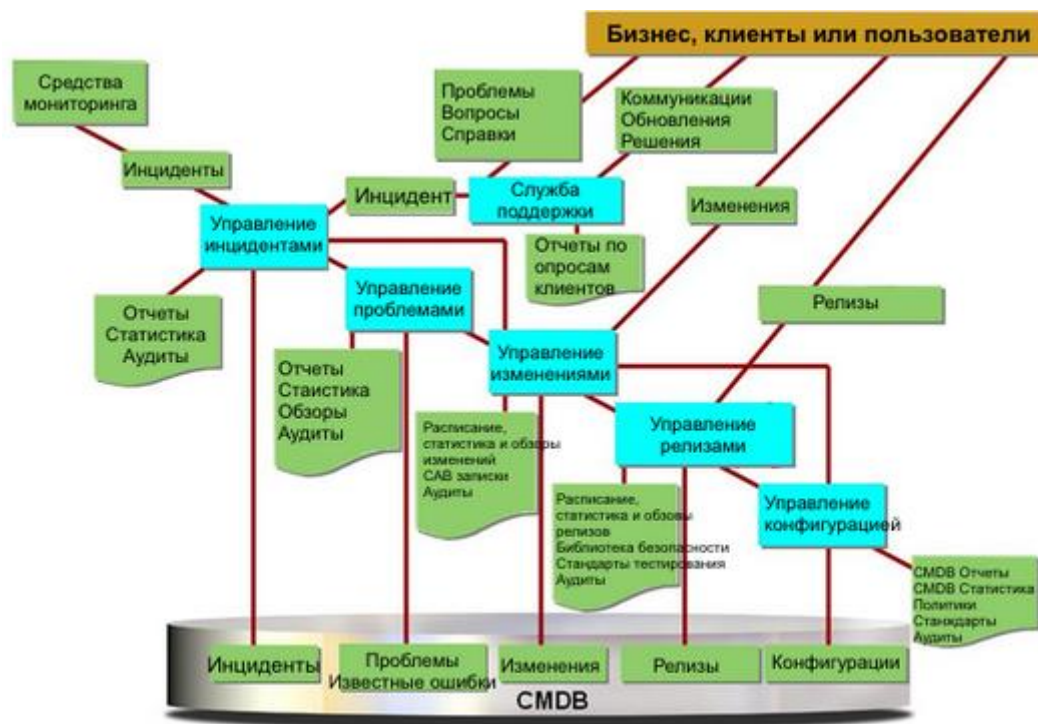 Бизнес, клиенты или пользователи
Средства
мониторинга
Проблемы
Вопросы
Справки
Коммуникации
Обновления
Решения
Инциденты
Инцидент
Служба
поддержки
Изменения
Управление
инцидентами
Отчеты по
опросам
клиентов
Управление
проблемами
Релизы
Отчеты
Статистика
Аудиты
Управление
изменениями
Отчеты
Стаистика
Обзоры
Аудиты
Расписание,
статистика и обзоры
изменений
CAB записки
Аудиты
Управление
релизами
Управление
конфигурацией
Расписание,
статистика и обзовы
релизов
Библиотека безопасности
Стандарты тестирования
Аудиты
CMDB Отчеты
CMDB Статистика
Политики
Станждарты
Аудиты
Инциденты
Проблемы
Известные ошибки
Изменения
Релизы
Конфигурации
CMDB